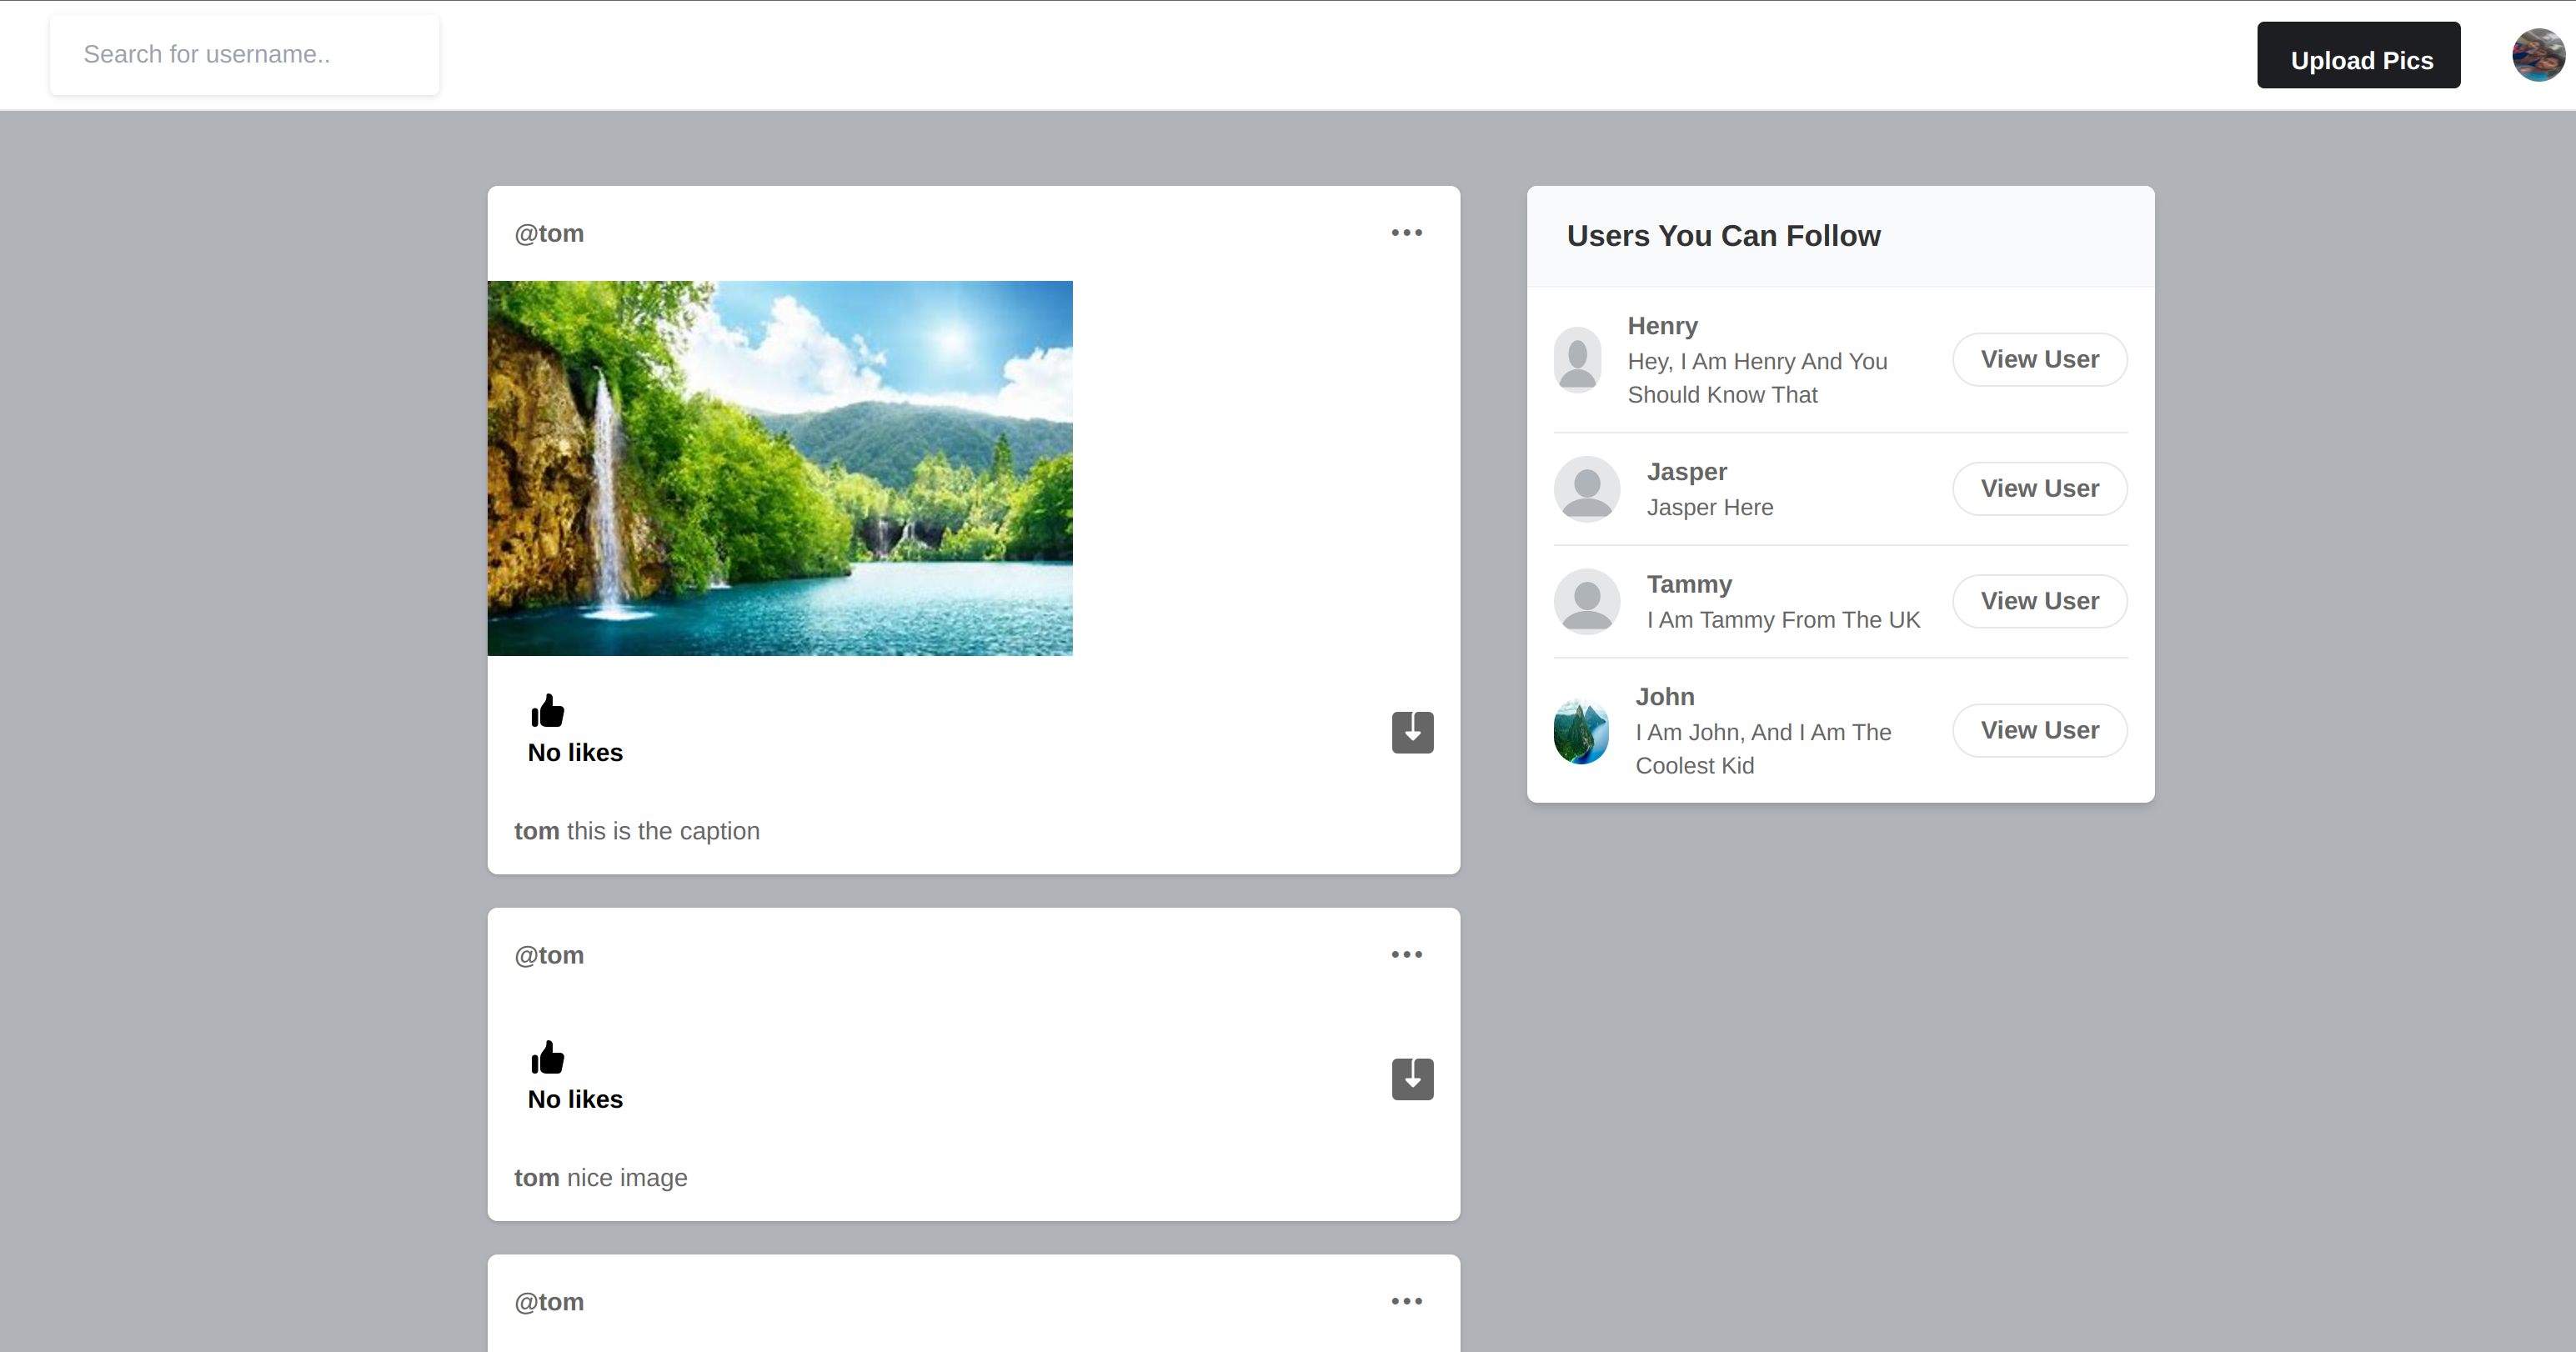 Search for username..
Upload Pics
@tom
No likes
tom this is the caption
@tom
No likes
tom nice image
@tom
Users You Can Follow
Henry
Hey, I Am Henry And You
Should Know That
View User
Jasper
Jasper Here
View User
Tammy
I Am Tammy From The UK
View User
John
I Am John, And I Am The
Coolest Kid
View User